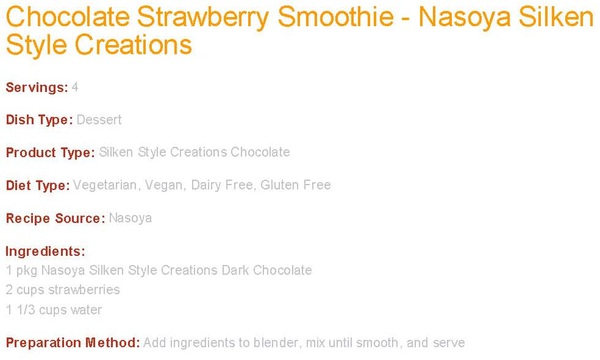 Chocolate Strawberry Smoothie - Nasoya Silken
Style Creations
Servings: 4
Dish Type: Dessert
Product Type: Silken Style Creations Chocolate
Diet Type: Vegetarian, Vegan, Dairy Free, Gluten Free
Recipe Source: Nasoya
Ingredients:
1 pkg Nasoya Silken Style Creations Dark Chocolate
2 cups strawberries
1 1/3 cups water
Preparation Method: Add ingredients to blender, mix until smooth, and serve